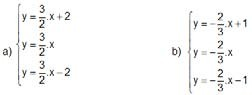 a) { y = 3/2 . x + 2
y = 3/2 . x
y = 3/2 . x − 2
b) { y = − 2/3 . x + 1
y = − 2/3 . x
y = − 2/3 . x − 1